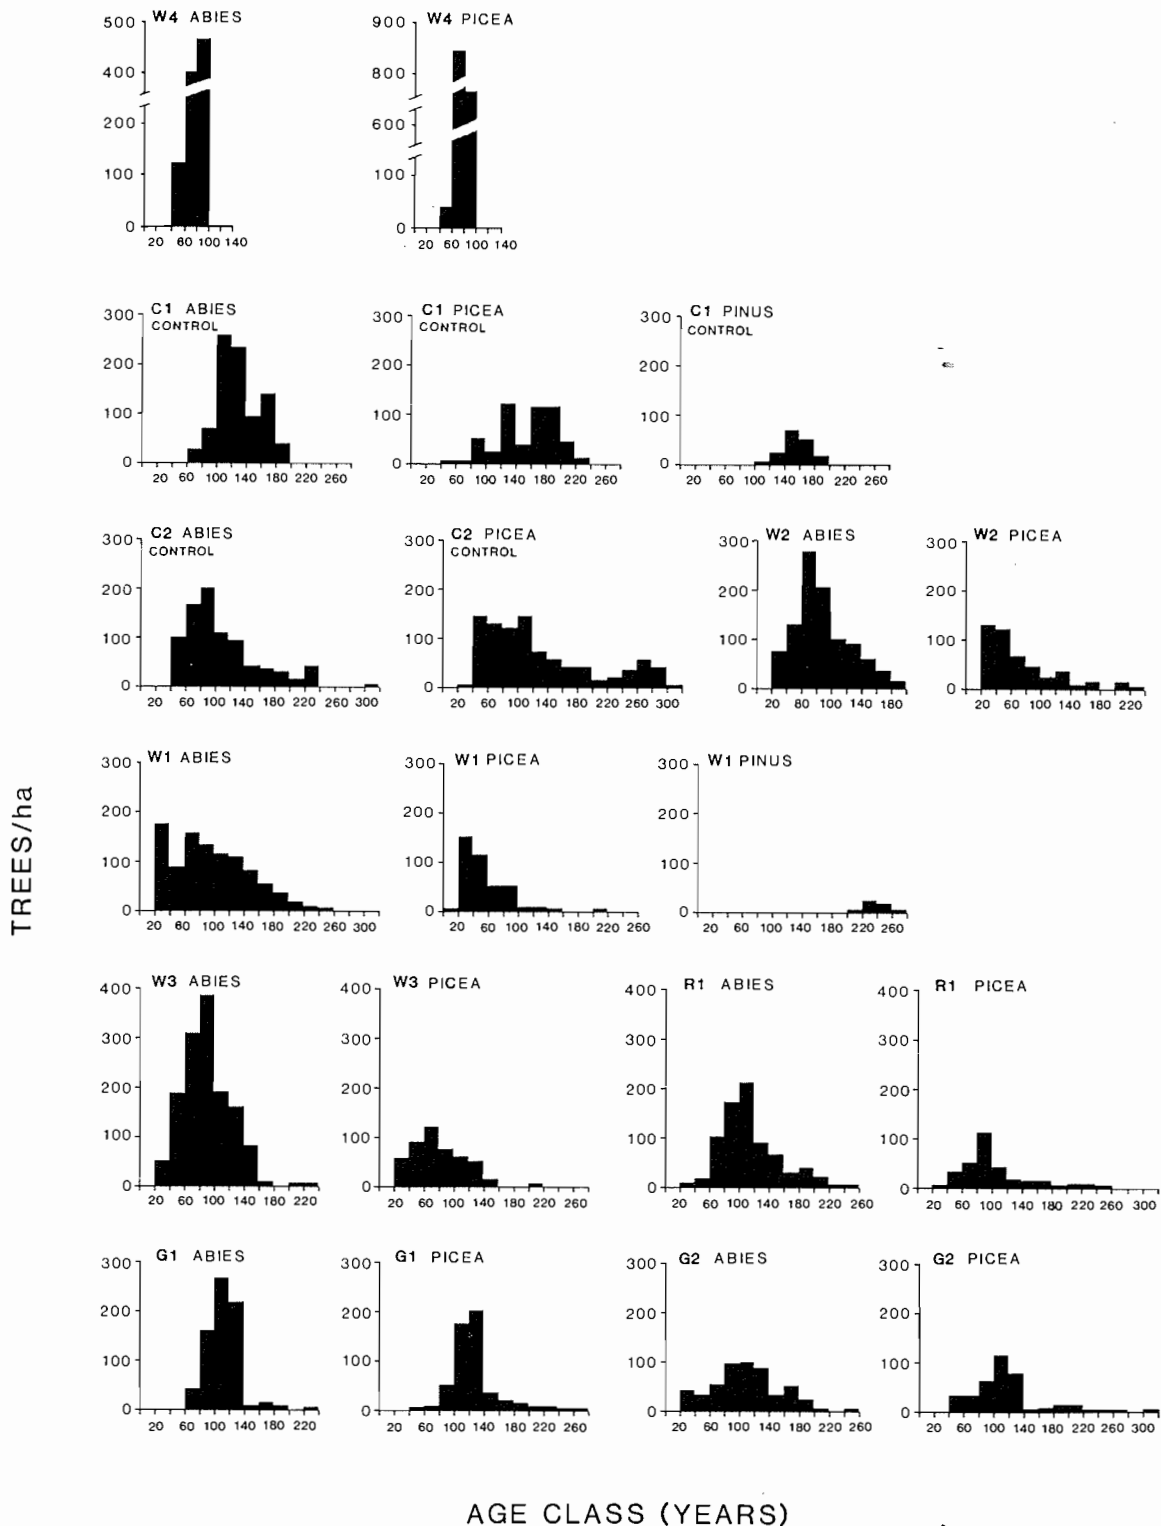 W4 ABIES
500
400
200
100
0
20 60 100 140
W4 PICEA
900
800
600
100
0
20 60 100 140
C1 ABIES
CONTROL
300
200
100
0
20 60 100 140 180 220 260
C1 PICEA
CONTROL
300
200
100
0
20 60 100 140 180 220 260
C1 PINUS
CONTROL
300
200
100
0
20 60 100 140 180 220 260
C2 ABIES
CONTROL
300
200
100
0
20 60 100 140 180 220 260 300
C2 PICEA
CONTROL
300
200
100
0
20 60 100 140 180 220 260 300
W2 ABIES
300
200
100
0
20 60 100 140 180
W2 PICEA
300
200
100
0
20 60 100 140 180 220
W1 ABIES
300
200
100
0
20 60 100 140 180 220 260 300
W1 PICEA
300
200
100
0
20 60 100 140 180 220 260
W1 PINUS
300
200
100
0
20 60 100 140 180 220 260
W3 ABIES
400
300
200
100
0
20 60 100 140 180 220
W3 PICEA
400
300
200
100
0
20 60 100 140 180 220 260
R1 ABIES
400
300
200
100
0
20 60 100 140 180 220 260
R1 PICEA
400
300
200
100
0
20 60 100 140 180 220 260 300
G1 ABIES
300
200
100
0
20 60 100 140 180 220
G1 PICEA
300
200
100
0
20 60 100 140 180 220 260
G2 ABIES
300
200
100
0
20 60 100 140 180 220 260
G2 PICEA
300
200
100
0
20 60 100 140 180 220 260 300
TREES/ha
AGE CLASS (YEARS)